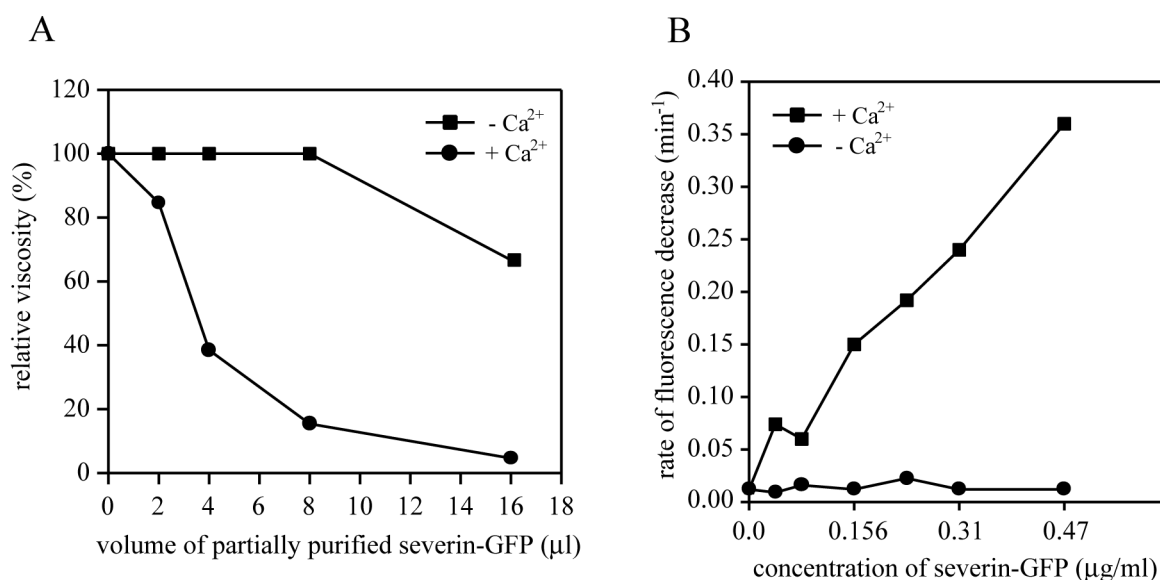 A
120
100
80
60
40
20
0
relative viscosity (%)
- Ca²⁺
+ Ca²⁺
0 2 4 6 8 10 12 14 16 18
volume of partially purified severin-GFP (µl)
B
0.40
0.35
0.30
0.25
0.20
0.15
0.10
0.05
0.00
rate of fluorescence decrease (min⁻¹)
+ Ca²⁺
- Ca²⁺
0.0 0.156 0.31 0.47
concentration of severin-GFP (µg/ml)